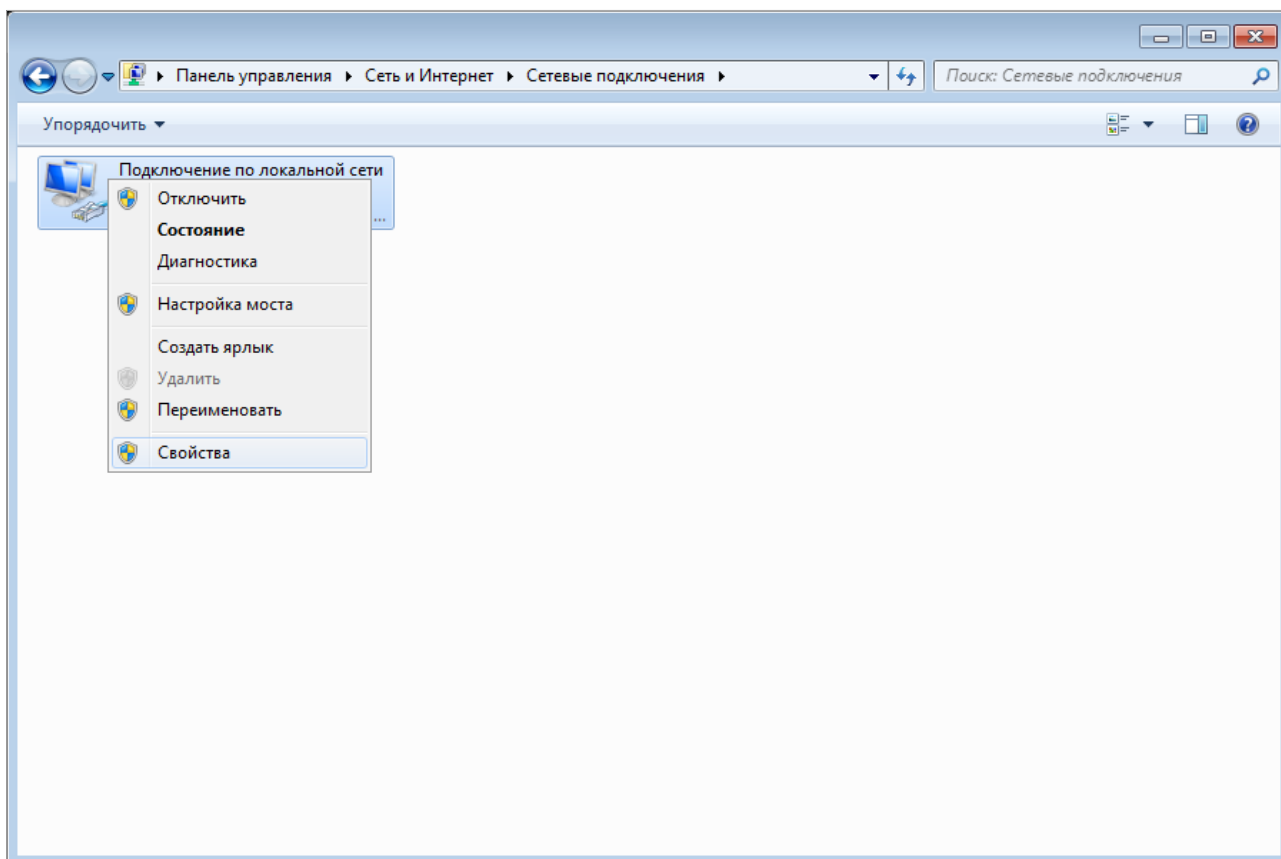 Панель управления ▸ Сеть и Интернет ▸ Сетевые подключения ▸
Поиск: Сетевые подключения
Упорядочить
Подключение по локальной сети
...
Отключить
Состояние
Диагностика
Настройка моста
Создать ярлык
Удалить
Переименовать
Свойства